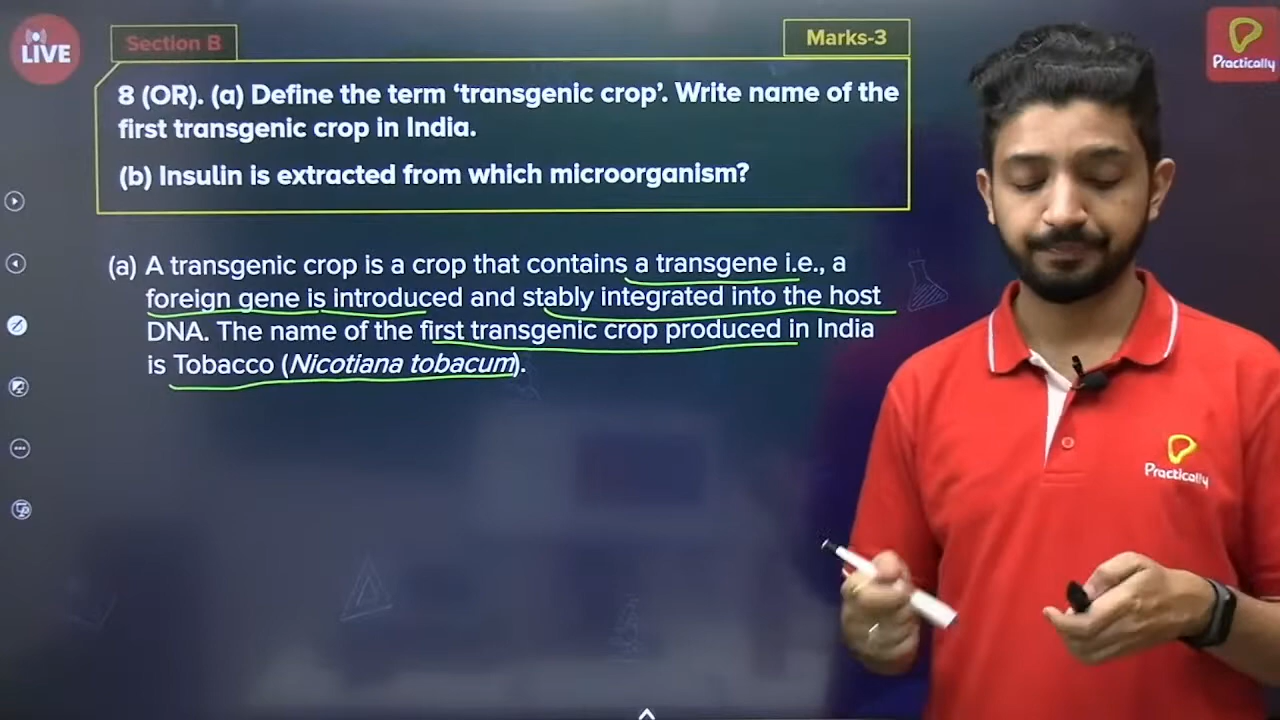 LIVE
Section B
Marks-3
Practically
8 (OR). (a) Define the term ‘transgenic crop’. Write name of the
first transgenic crop in India.
(b) Insulin is extracted from which microorganism?
(a) A transgenic crop is a crop that contains a transgene i.e., a
foreign gene is introduced and stably integrated into the host
DNA. The name of the first transgenic crop produced in India
is Tobacco (Nicotiana tobacum).
Practically